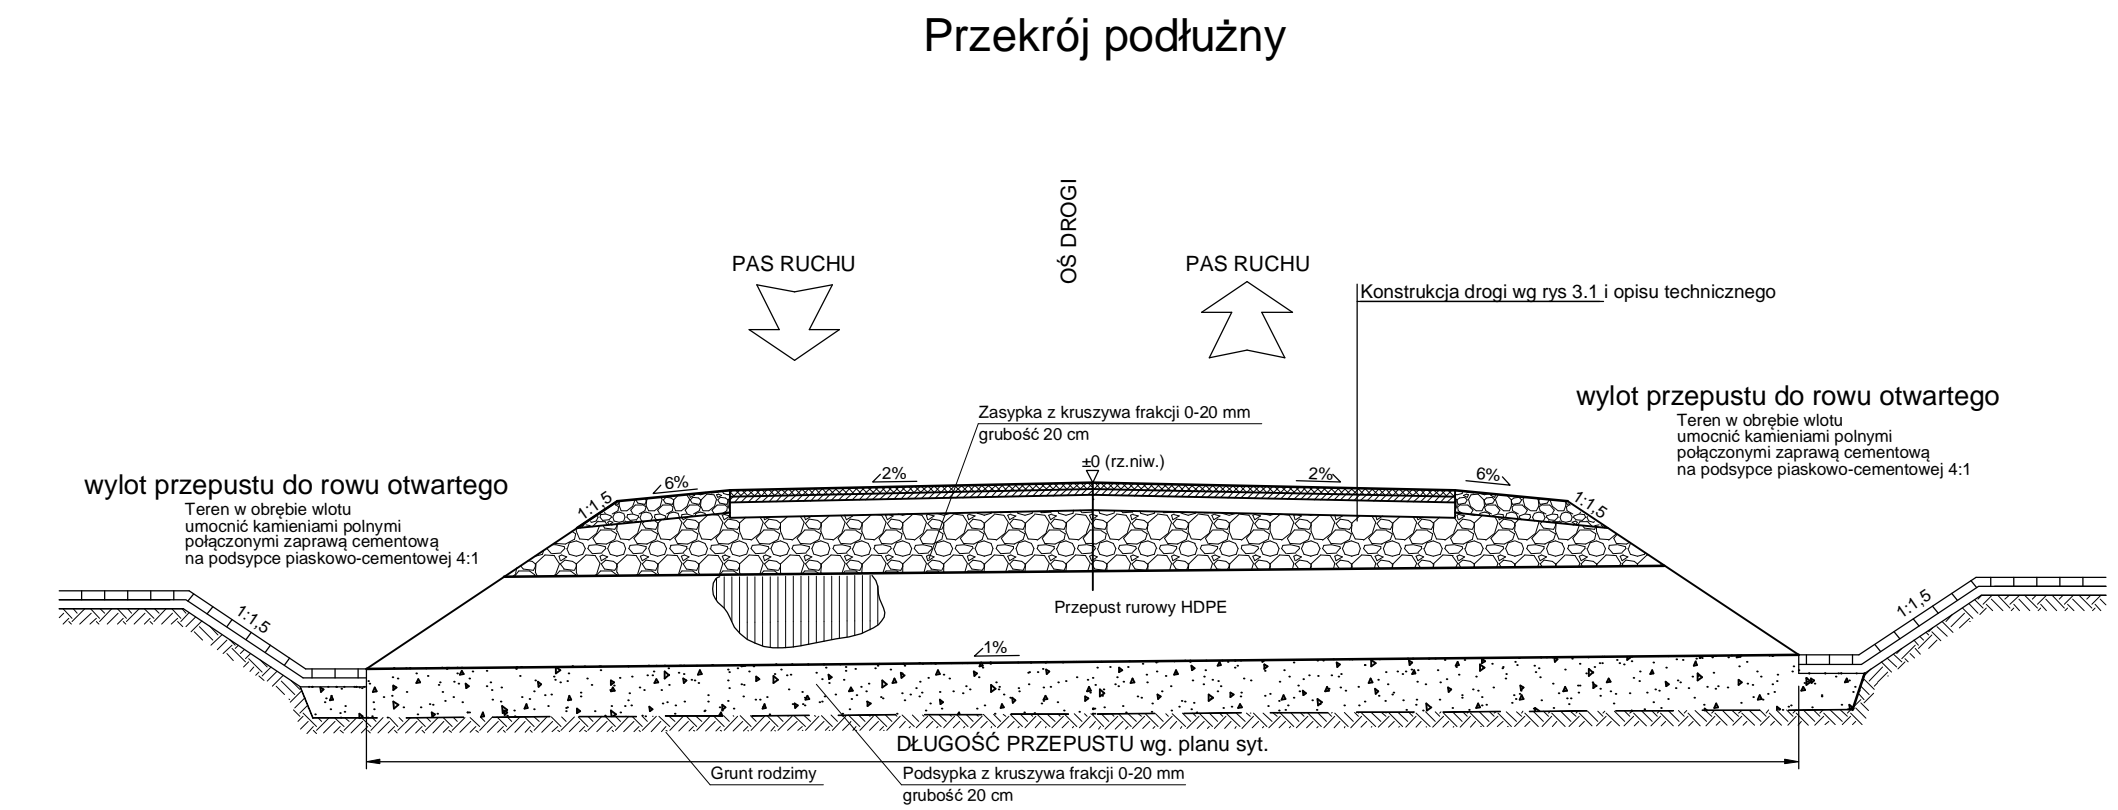 Przekrój podłużny
OŚ DROGI
PAS RUCHU
PAS RUCHU
Konstrukcja drogi wg rys 3.1 i opisu technicznego
wylot przepustu do rowu otwartego
Teren w obrębie wlotu
umocnić kamieniami polnymi
połączonymi zaprawą cementową
na podsypce piaskowo-cementowej 4:1
Zasypka z kruszywa frakcji 0-20 mm
grubość 20 cm
±0 (rz.niw.)
wylot przepustu do rowu otwartego
Teren w obrębie wlotu
umocnić kamieniami polnymi
połączonymi zaprawą cementową
na podsypce piaskowo-cementowej 4:1
1:1,5
6%
2%
2%
6%
1:1,5
1:1,5
Przepust rurowy HDPE
1:1,5
1%
DŁUGOŚĆ PRZEPUSTU wg. planu syt.
Grunt rodzimy
Podsypka z kruszywa frakcji 0-20 mm
grubość 20 cm